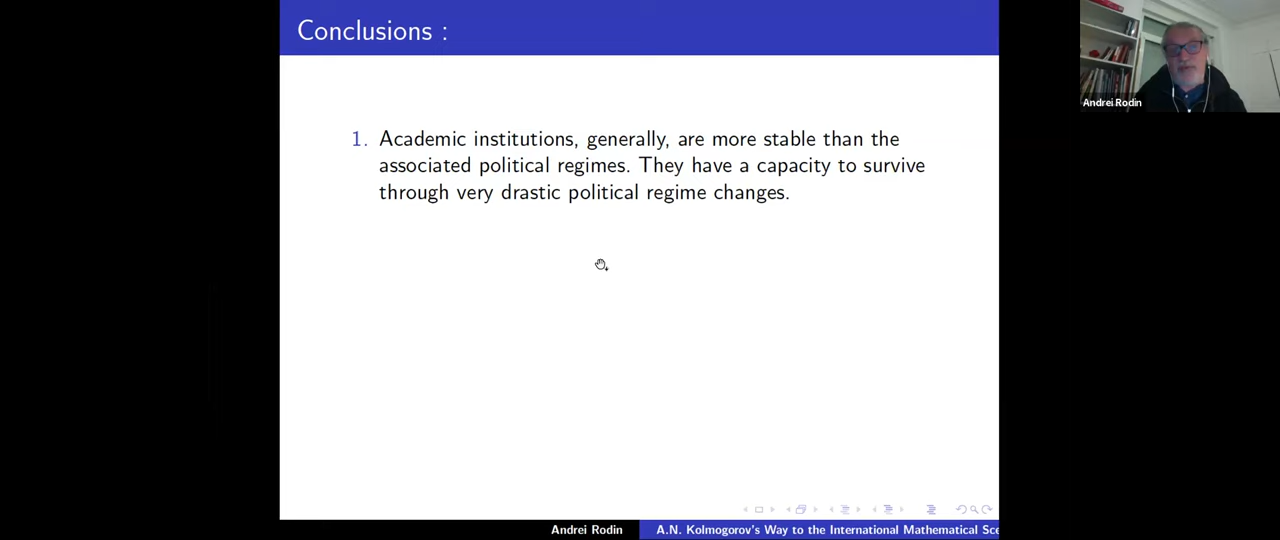 Conclusions :
Andrei Rodin
1. Academic institutions, generally, are more stable than the
associated political regimes. They have a capacity to survive
through very drastic political regime changes.
Andrei Rodin
A.N. Kolmogorov's Way to the International Mathematical Sce